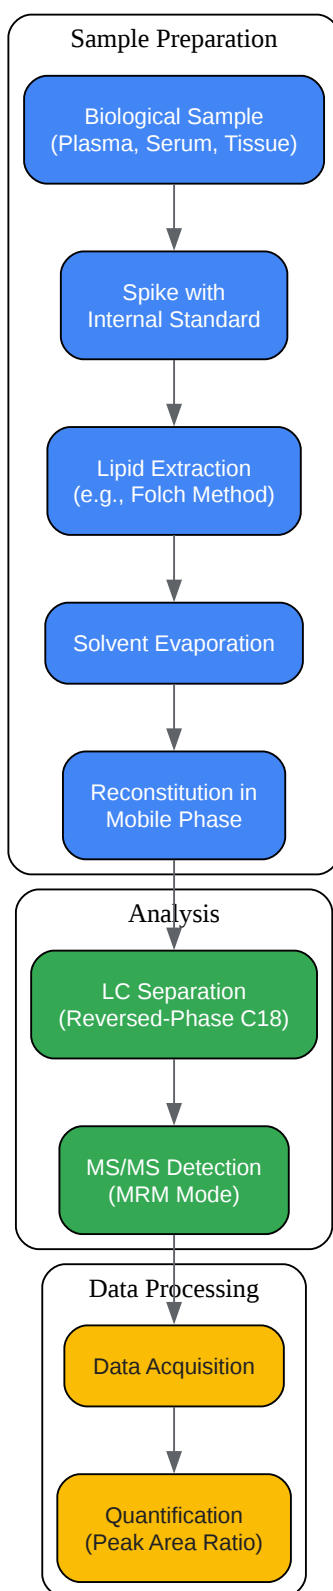 Sample Preparation
Biological Sample
(Plasma, Serum, Tissue)
Spike with
Internal Standard
Lipid Extraction
(e.g., Folch Method)
Solvent Evaporation
Reconstitution in
Mobile Phase
Analysis
LC Separation
(Reversed-Phase C18)
MS/MS Detection
(MRM Mode)
Data Processing
Data Acquisition
Quantification
(Peak Area Ratio)